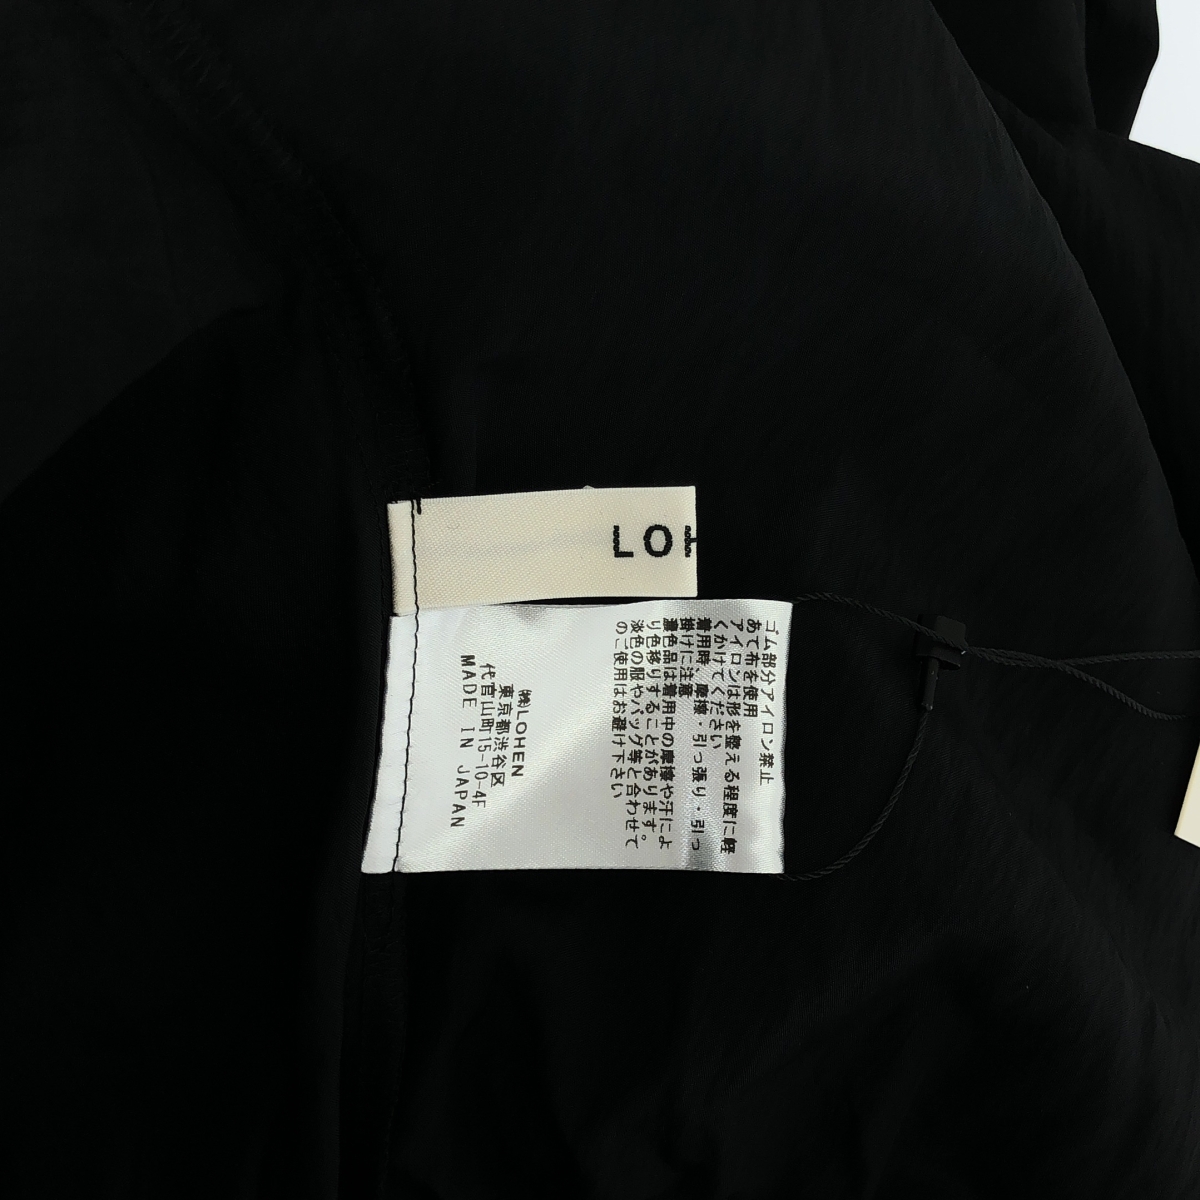 LO
ゴム部分アイロン禁止
あて布を使用
アイロンは形を整える程度に軽
くかけてください
着用時、摩擦・引っ張り・引っ
掛けに注意
濃色品は着用中の摩擦や汗によ
り色移りすることがあります。
淡色の服やバッグ等と合わせて
のご使用はお避け下さい
㈱LOHEN
東京都渋谷区
代官山町15-10-4F
MADE IN JAPAN